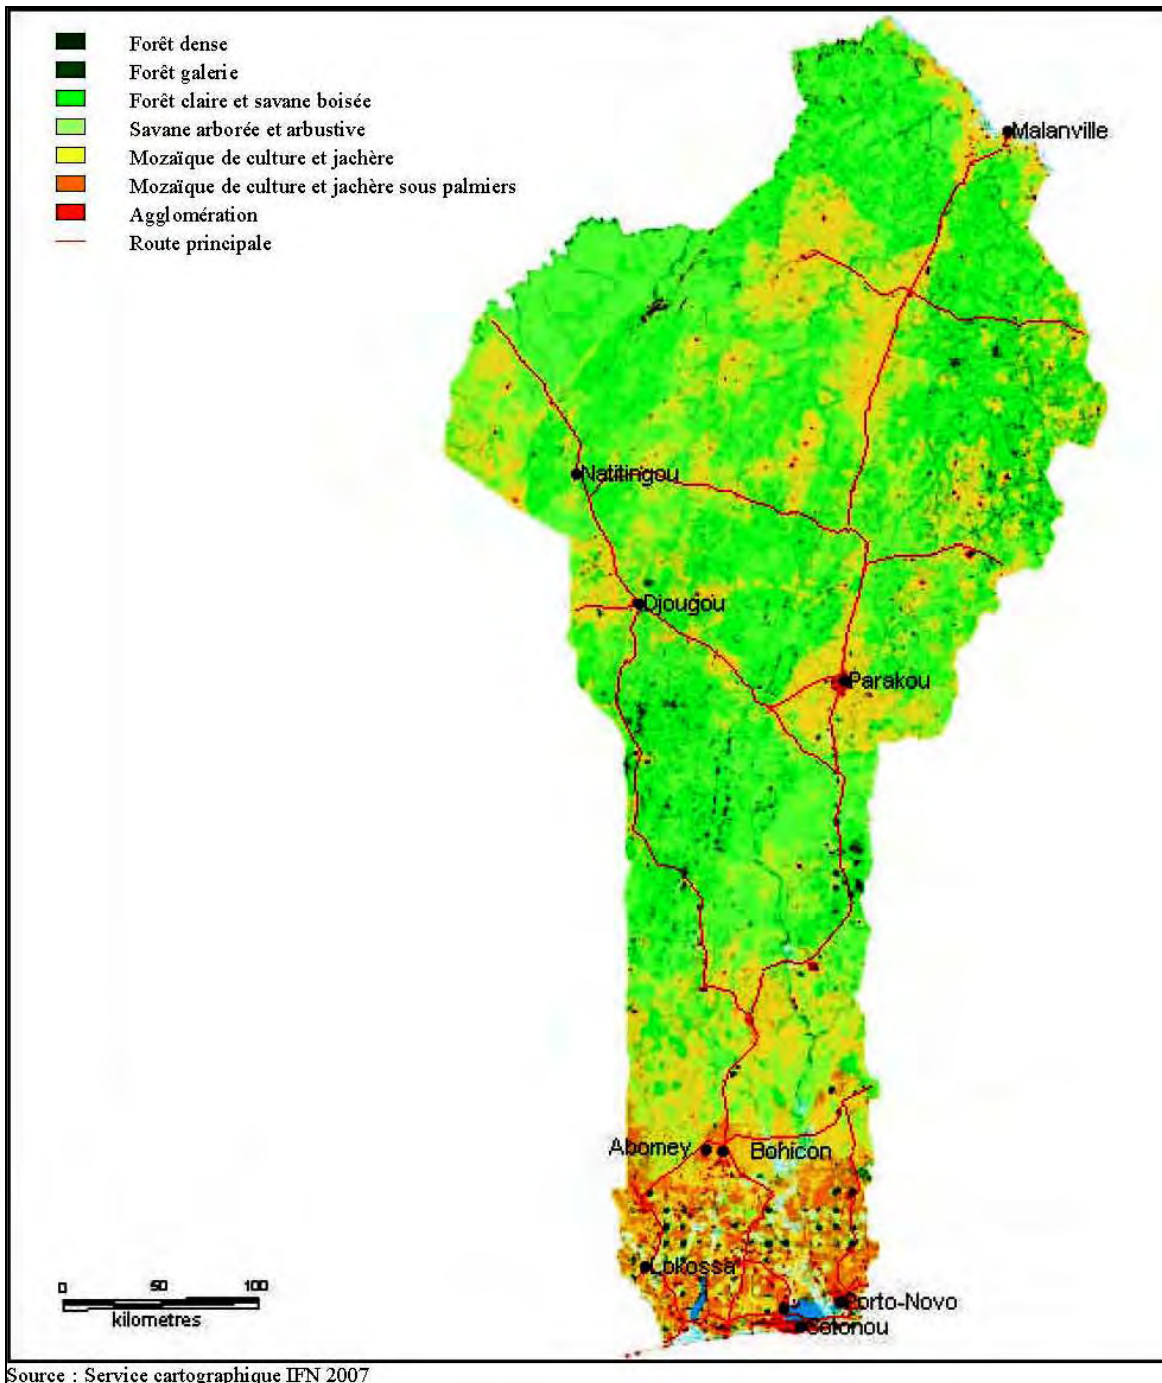 Forêt dense
Forêt galerie
Forêt claire et savane boisée
Savane arborée et arbustive
Mozaïque de culture et jachère
Mozaïque de culture et jachère sous palmiers
Agglomération
Route principale
Malanville
Natitingou
Djougou
Parakou
Abomey
Bohicon
Lokossa
Porto-Novo
Cotonou
0 50 100
kilometres
Source : Service cartographique IFN 2007